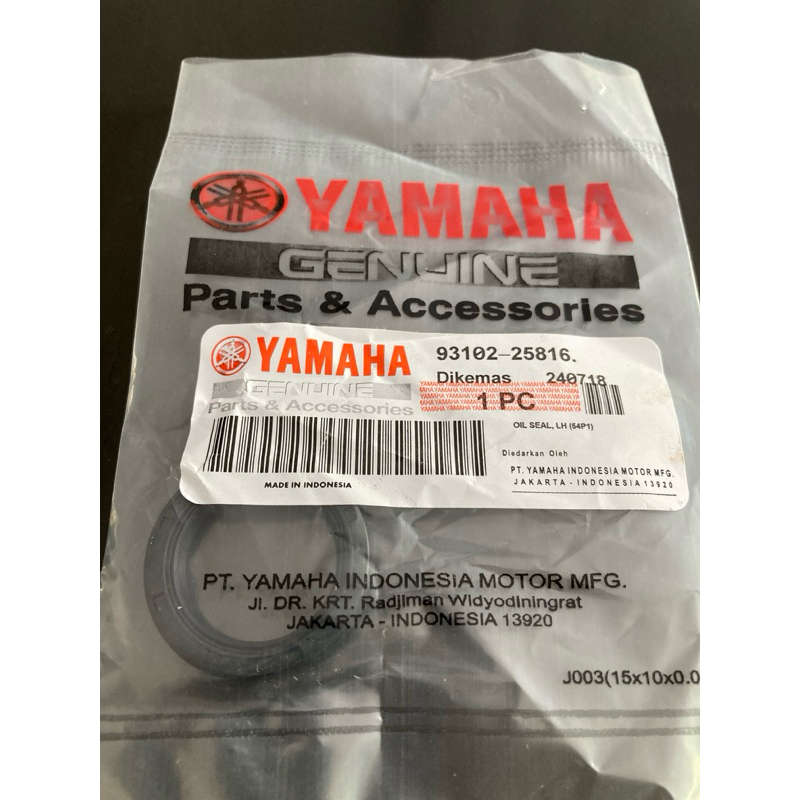 YAMAHA
GENUINE
Parts & Accessories
YAMAHA
GENUINE
Parts & Accessories
MADE IN INDONESIA
93102-25816.
Dikemas 240718
1 PC
OIL SEAL, LH (54P1)
Diedarkan Oleh
PT. YAMAHA INDONESIA MOTOR MFG.
JAKARTA - INDONESIA 13920
PT. YAMAHA INDONESIA MOTOR MFG.
Jl. DR. KRT. Radjiman Widyodiningrat
JAKARTA - INDONESIA 13920
J003(15x10x0.0